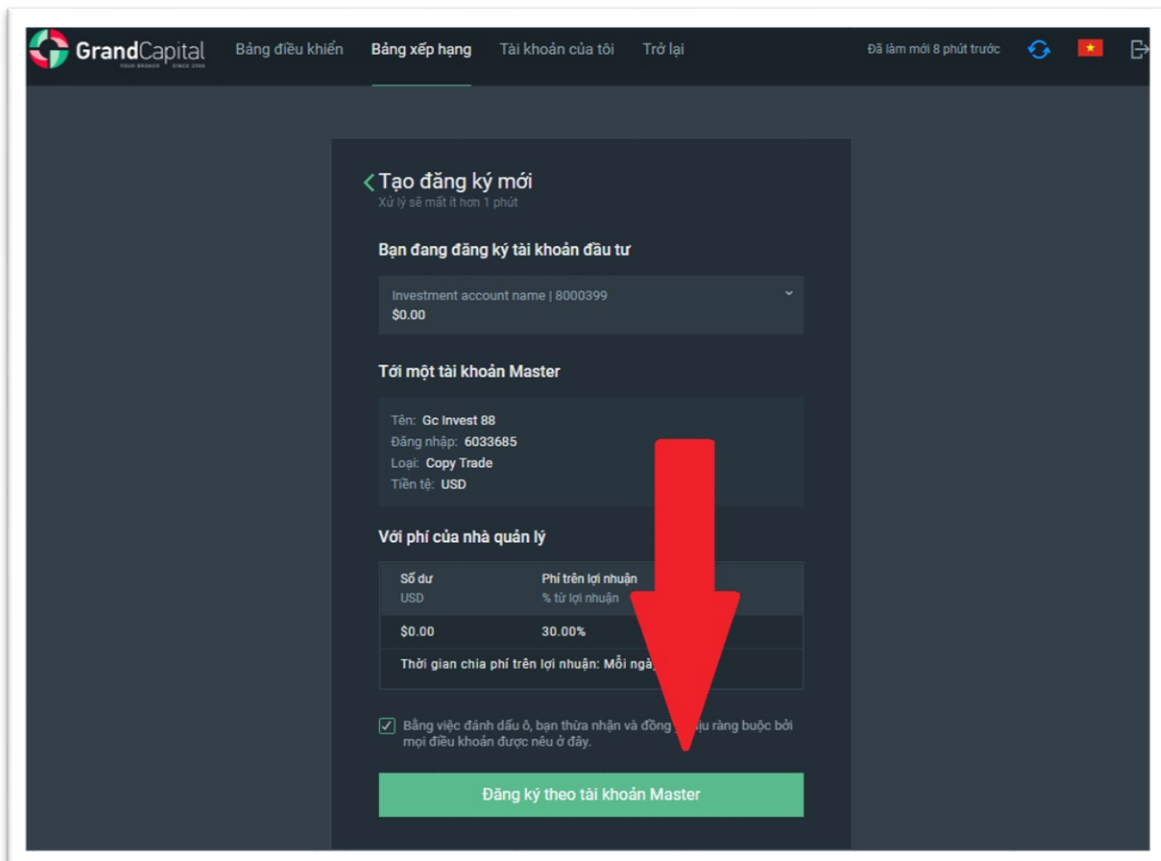 GrandCapital
YOUR BROKER SINCE 2006
Bảng điều khiển
Bảng xếp hạng
Tài khoản của tôi
Trở lại
Đã làm mới 8 phút trước
Tạo đăng ký mới
Xử lý sẽ mất ít hơn 1 phút
Bạn đang đăng ký tài khoản đầu tư
Investment account name | 8000399
$0.00
Tới một tài khoản Master
Tên: Gc Invest 88
Đăng nhập: 6033685
Loại: Copy Trade
Tiền tệ: USD
Với phí của nhà quản lý
Số dư Phí trên lợi nhuận
USD % từ lợi nhuận
$0.00 30.00%
Thời gian chia phí trên lợi nhuận: Mỗi
Bằng việc đánh dấu ô, bạn thừa nhận và đồng ràng buộc bởi
mọi điều khoản được nêu ở đây.
Đăng ký theo tài khoản Master